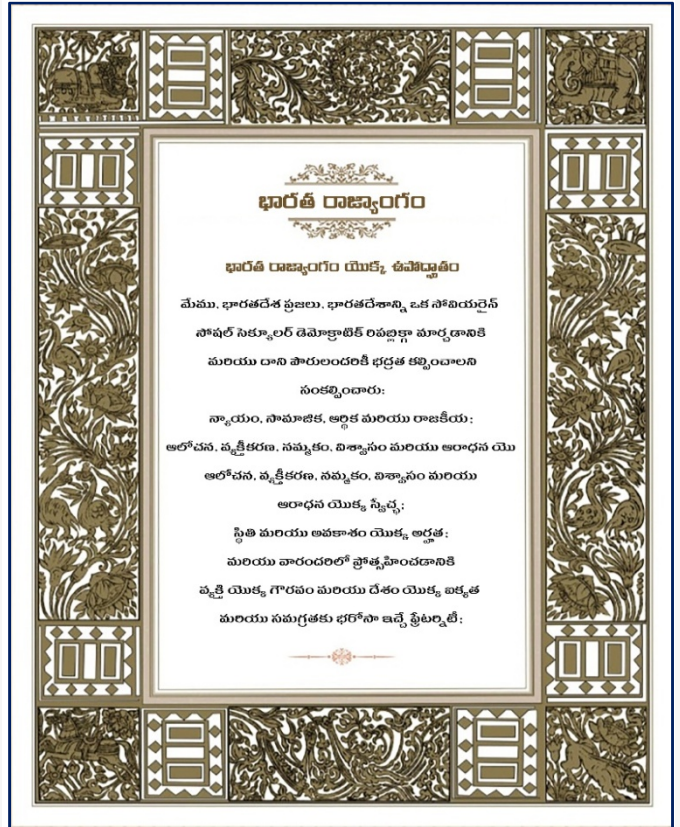 భారత రాజ్యాంగం
భారత రాజ్యాంగం యొక్క ఉపోద్ఘాతం
మేము, భారతదేశ ప్రజలు, భారతదేశాన్ని ఒక సోవియరైన్
సోషల్ సెక్యూలర్ డెమోక్రాటిక్ రిపబ్లిక్గా మార్చడానికి
మరియు దాని పౌరులందరికీ భద్రత కల్పించాలని
సంకల్పించారు:
న్యాయం, సామాజిక, ఆర్థిక మరియు రాజకీయ;
ఆలోచన, వ్యక్తీకరణ, నమ్మకం, విశ్వాసం మరియు ఆరాధన యొ
ఆలోచన, వ్యక్తీకరణ, నమ్మకం, విశ్వాసం మరియు
ఆరాధన యొక్క స్వేచ్ఛ;
స్థితి మరియు అవకాశం యొక్క అర్హత;
మరియు వారందరిలో ప్రోత్సహించడానికి
వ్యక్తి యొక్క గౌరవం మరియు దేశం యొక్క ఐక్యత
మరియు సమగ్రతకు భరోసా ఇచ్చే ఫ్రేటర్నిటీ;